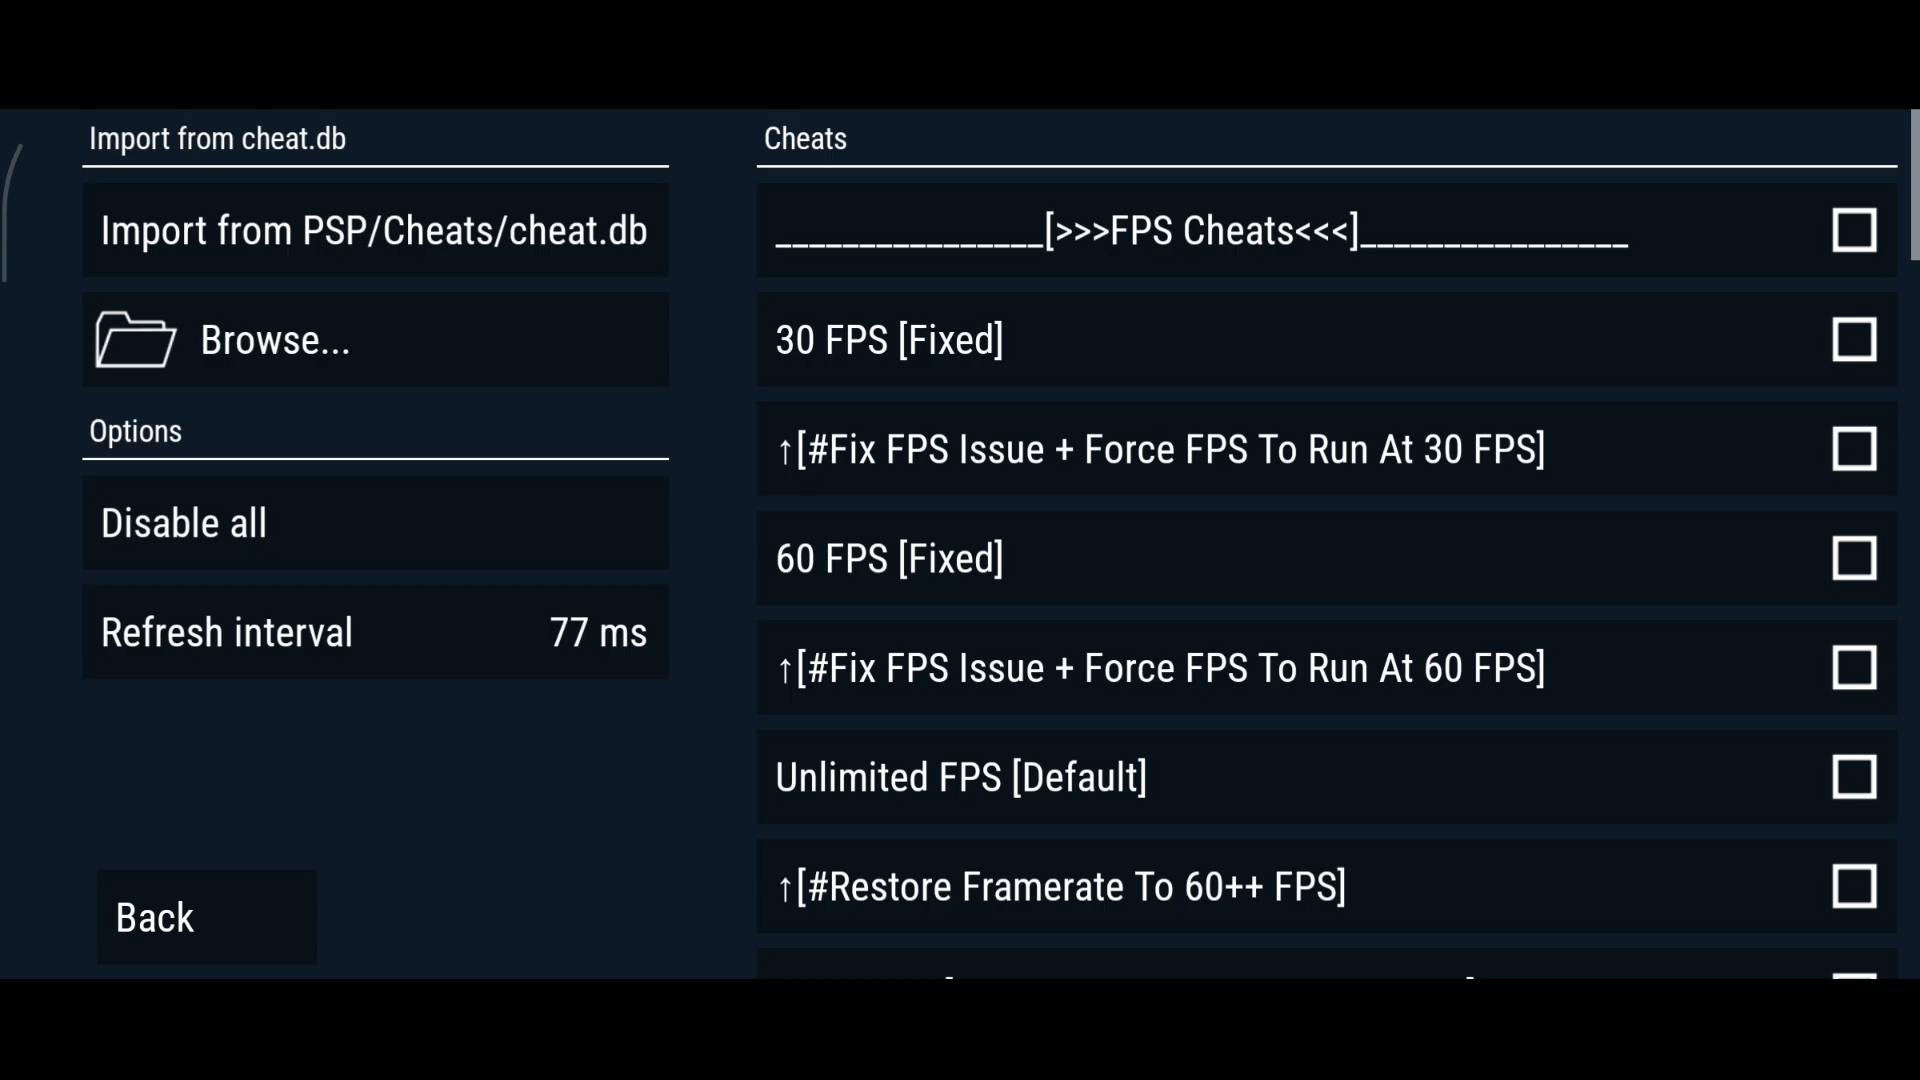 Import from cheat.db
Import from PSP/Cheats/cheat.db
Browse...
Options
Disable all
Refresh interval 77 ms
Back
Cheats
________________[>>>FPS Cheats<<<]________________
30 FPS [Fixed]
↑[#Fix FPS Issue + Force FPS To Run At 30 FPS]
60 FPS [Fixed]
↑[#Fix FPS Issue + Force FPS To Run At 60 FPS]
Unlimited FPS [Default]
↑[#Restore Framerate To 60++ FPS]